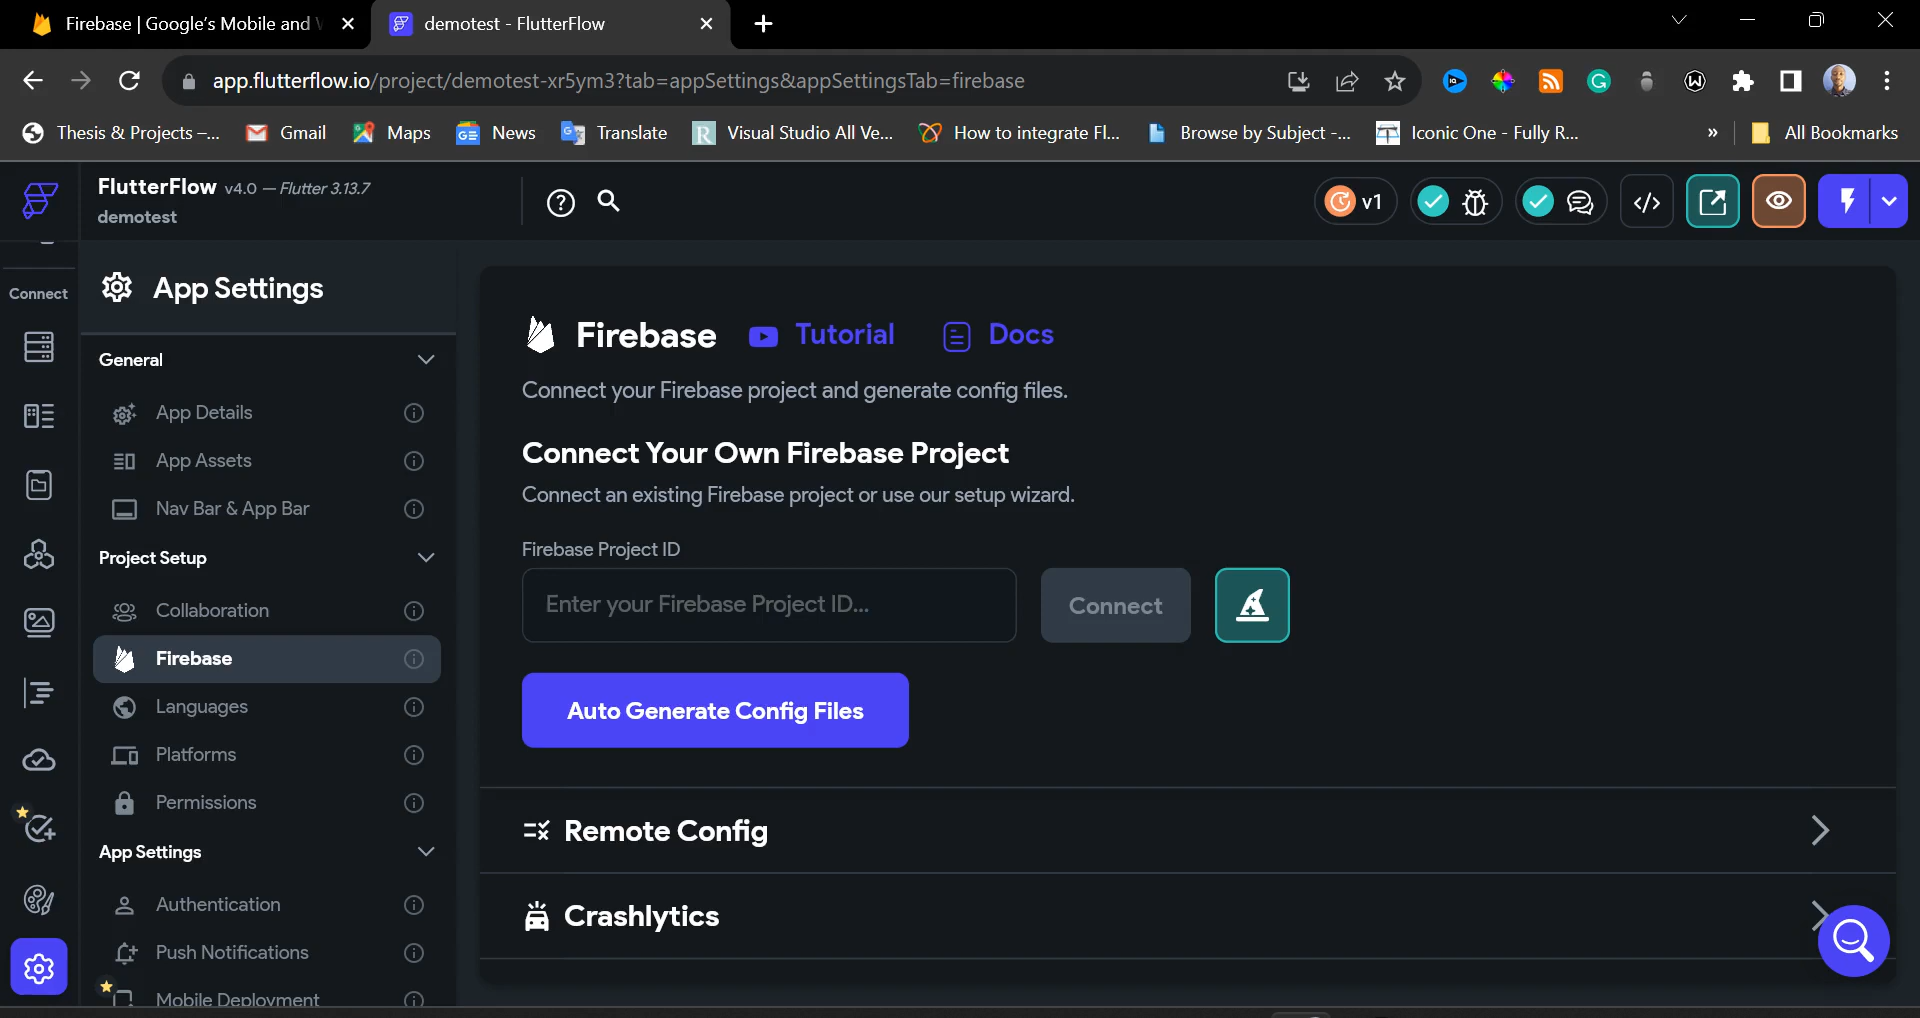 Firebase | Google's Mobile and
demotest - FlutterFlow
app.flutterflow.io/project/demotest-xr5ym3?tab=appSettings&appSettingsTab=firebase
Thesis & Projects –...
Gmail
Maps
News
Translate
Visual Studio All Ve...
How to integrate Fl...
Browse by Subject -...
Iconic One - Fully R...
»
All Bookmarks
FlutterFlow v4.0 — Flutter 3.13.7
demotest
v1
Connect
App Settings
General
App Details
App Assets
Nav Bar & App Bar
Project Setup
Collaboration
Firebase
Languages
Platforms
Permissions
App Settings
Authentication
Push Notifications
Mobile Deployment
Firebase
Tutorial
Docs
Connect your Firebase project and generate config files.
Connect Your Own Firebase Project
Connect an existing Firebase project or use our setup wizard.
Firebase Project ID
Enter your Firebase Project ID...
Connect
Auto Generate Config Files
Remote Config
Crashlytics